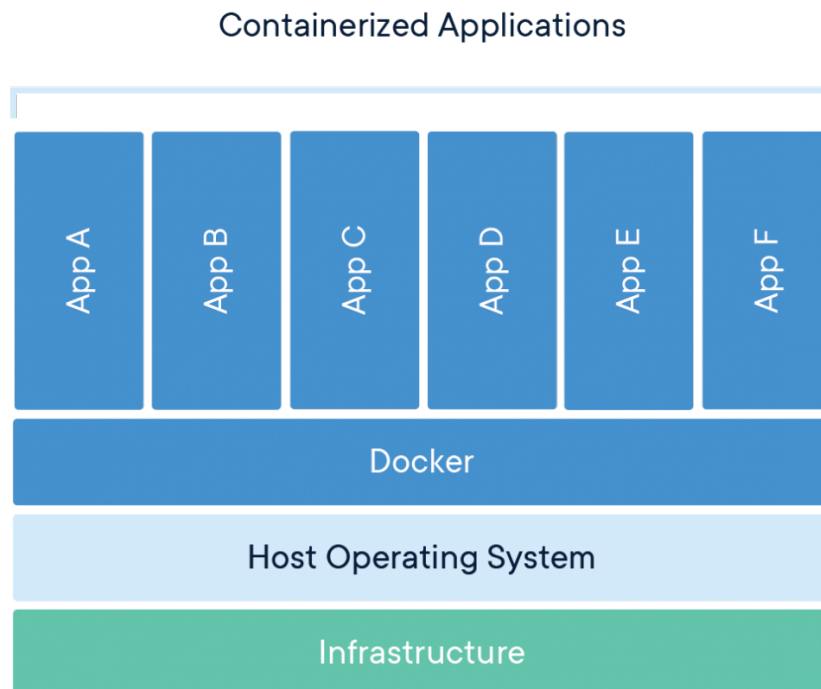 Containerized Applications
App A
App B
App C
App D
App E
App F
Docker
Host Operating System
Infrastructure